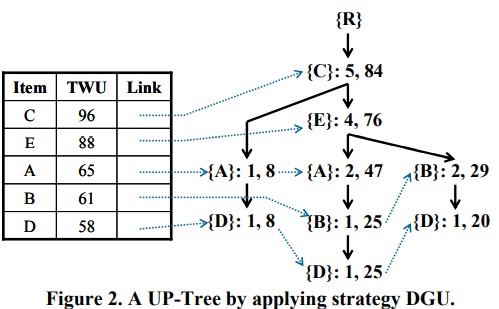 {R}
{C}: 5, 84
Item TWU Link
C 96
E 88
A 65
B 61
D 58
{E}: 4, 76
{A}: 1, 8 {A}: 2, 47 {B}: 2, 29
{D}: 1, 8 {B}: 1, 25 {D}: 1, 20
{D}: 1, 25
Figure 2. A UP-Tree by applying strategy DGU.